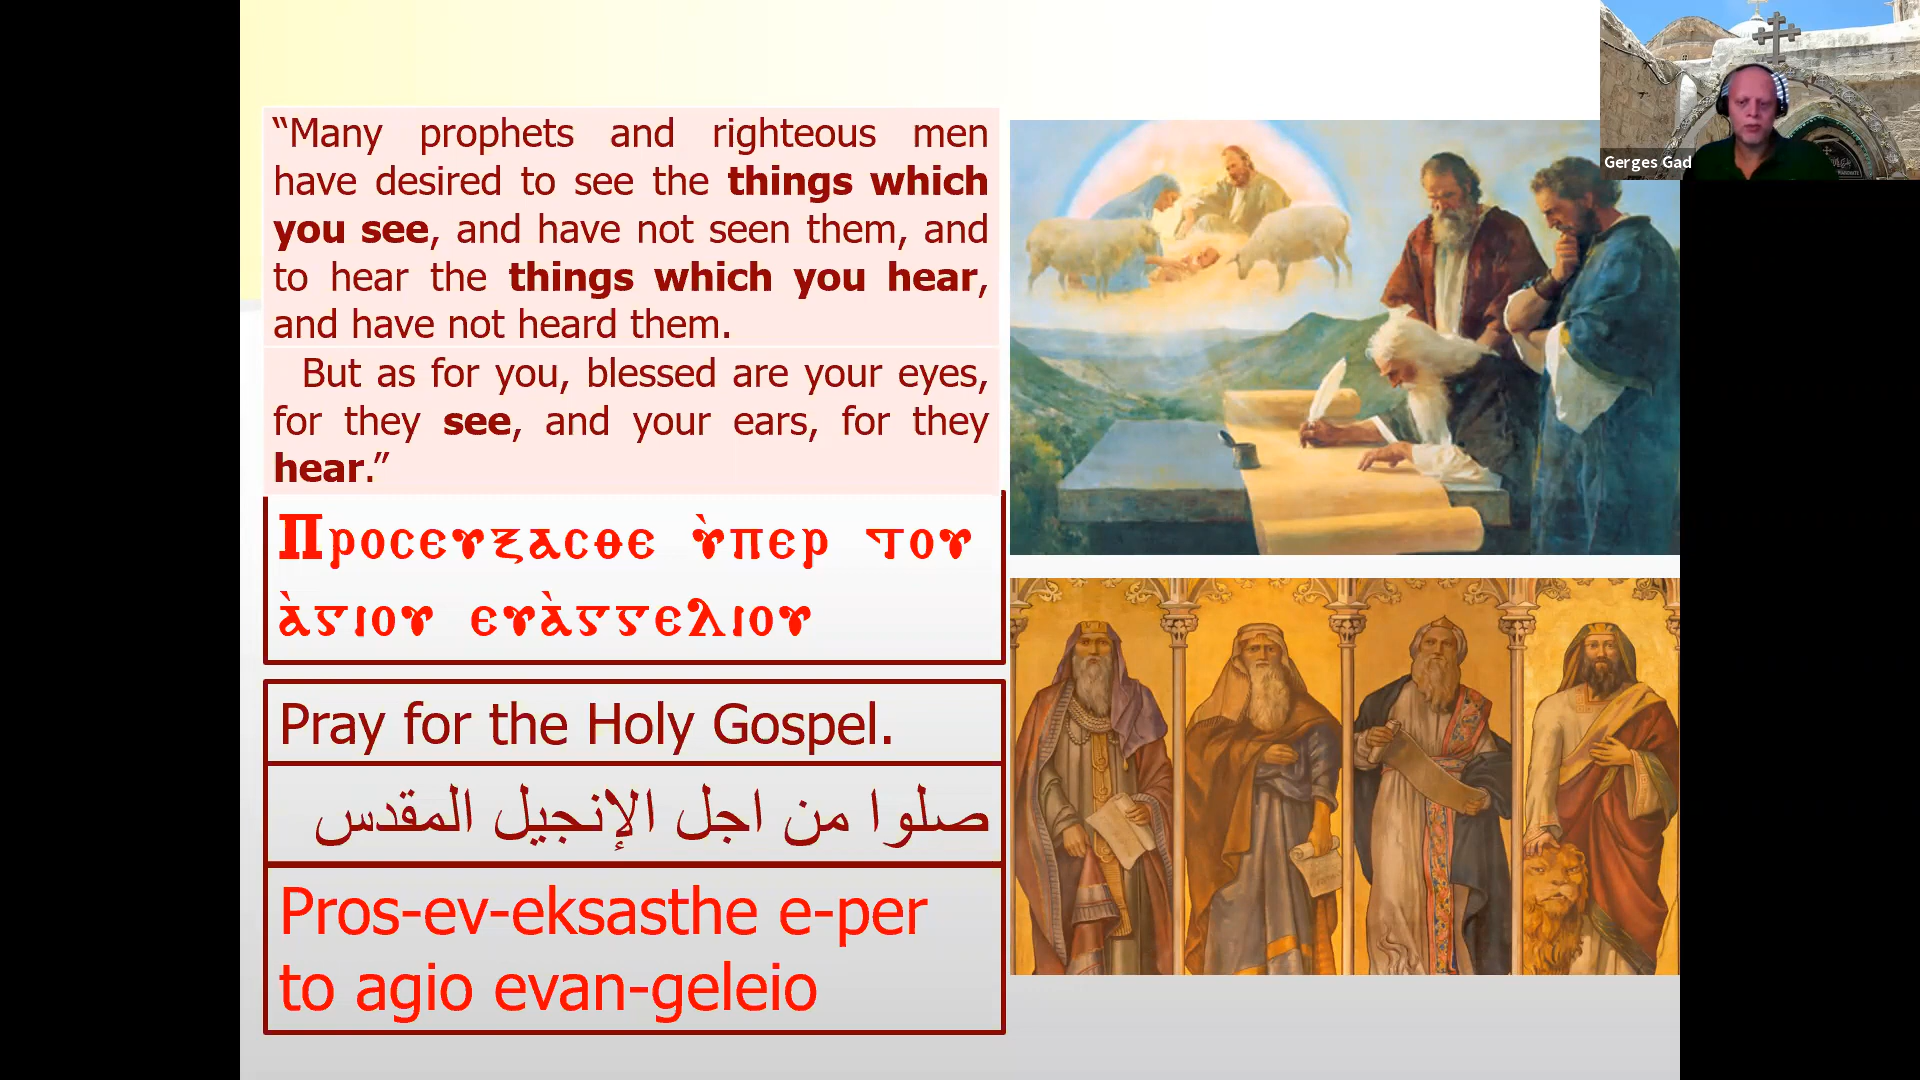 “Many prophets and righteous men
have desired to see the things which
you see, and have not seen them, and
to hear the things which you hear,
and have not heard them.
But as for you, blessed are your eyes,
for they see, and your ears, for they
hear.”
Ⲡⲣⲟⲥⲉⲩⲝⲁⲥⲑⲉ ⲩ̀ⲡⲉⲣ ⲧⲟⲩ
ⲁ̀ⲅⲓⲟⲩ ⲉⲩⲁ̀ⲅⲅⲉⲗⲓⲟⲩ
Pray for the Holy Gospel.
صلوا من اجل الإنجيل المقدس
Pros-ev-eksasthe e-per
to agio evan-geleio
Gerges Gad